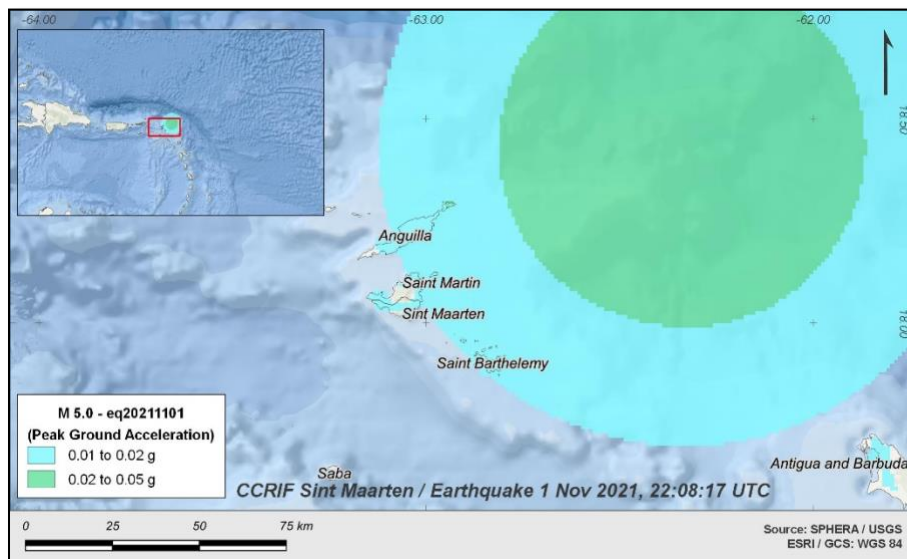 -64.00
-63.00
-62.00
18.50
Anguilla
Saint Martin
Sint Maarten
18.00
Saint Barthelemy
M 5.0 - eq20211101
(Peak Ground Acceleration)
0.01 to 0.02 g
0.02 to 0.05 g
Saba
Antigua and Barbuda
CCRIF Sint Maarten / Earthquake 1 Nov 2021, 22:08:17 UTC
0 25 50 75 km
Source: SPHERA / USGS
ESRI / GCS: WGS 84